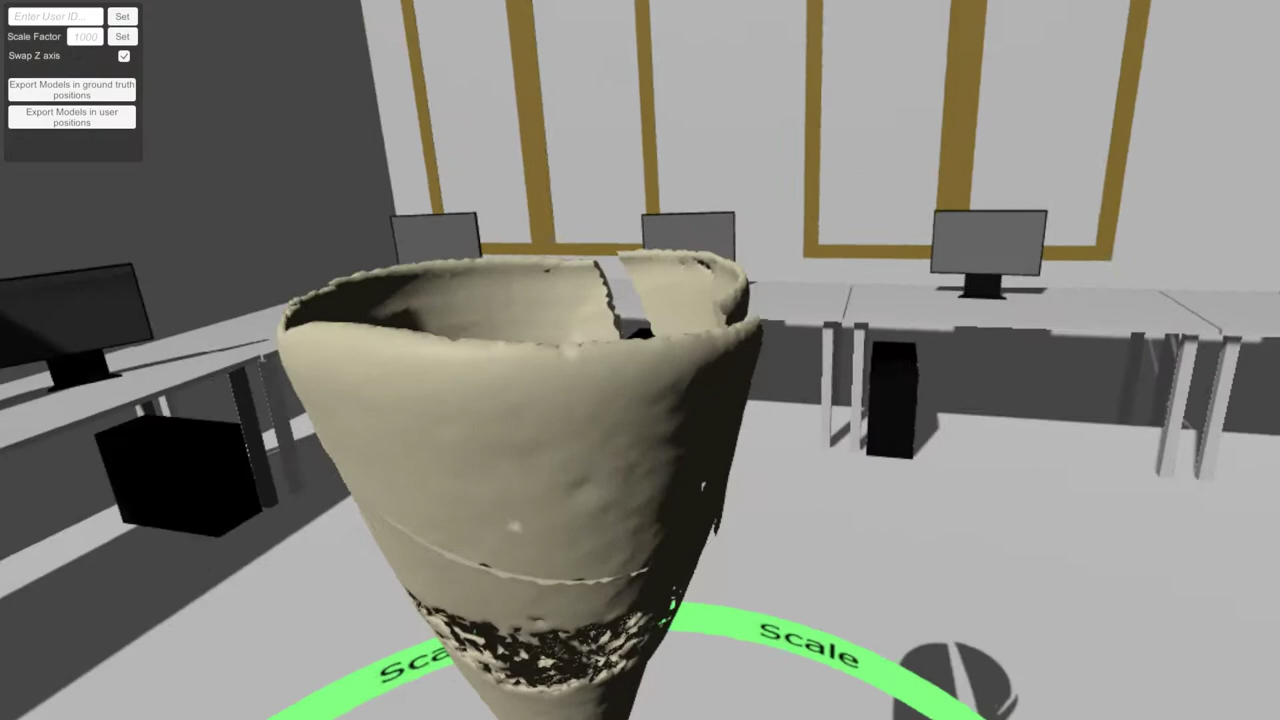 Enter User ID...
Set
Scale Factor
1000
Set
Swap Z axis
Export Models in ground truth
positions
Export Models in user
positions
Sca
Scale